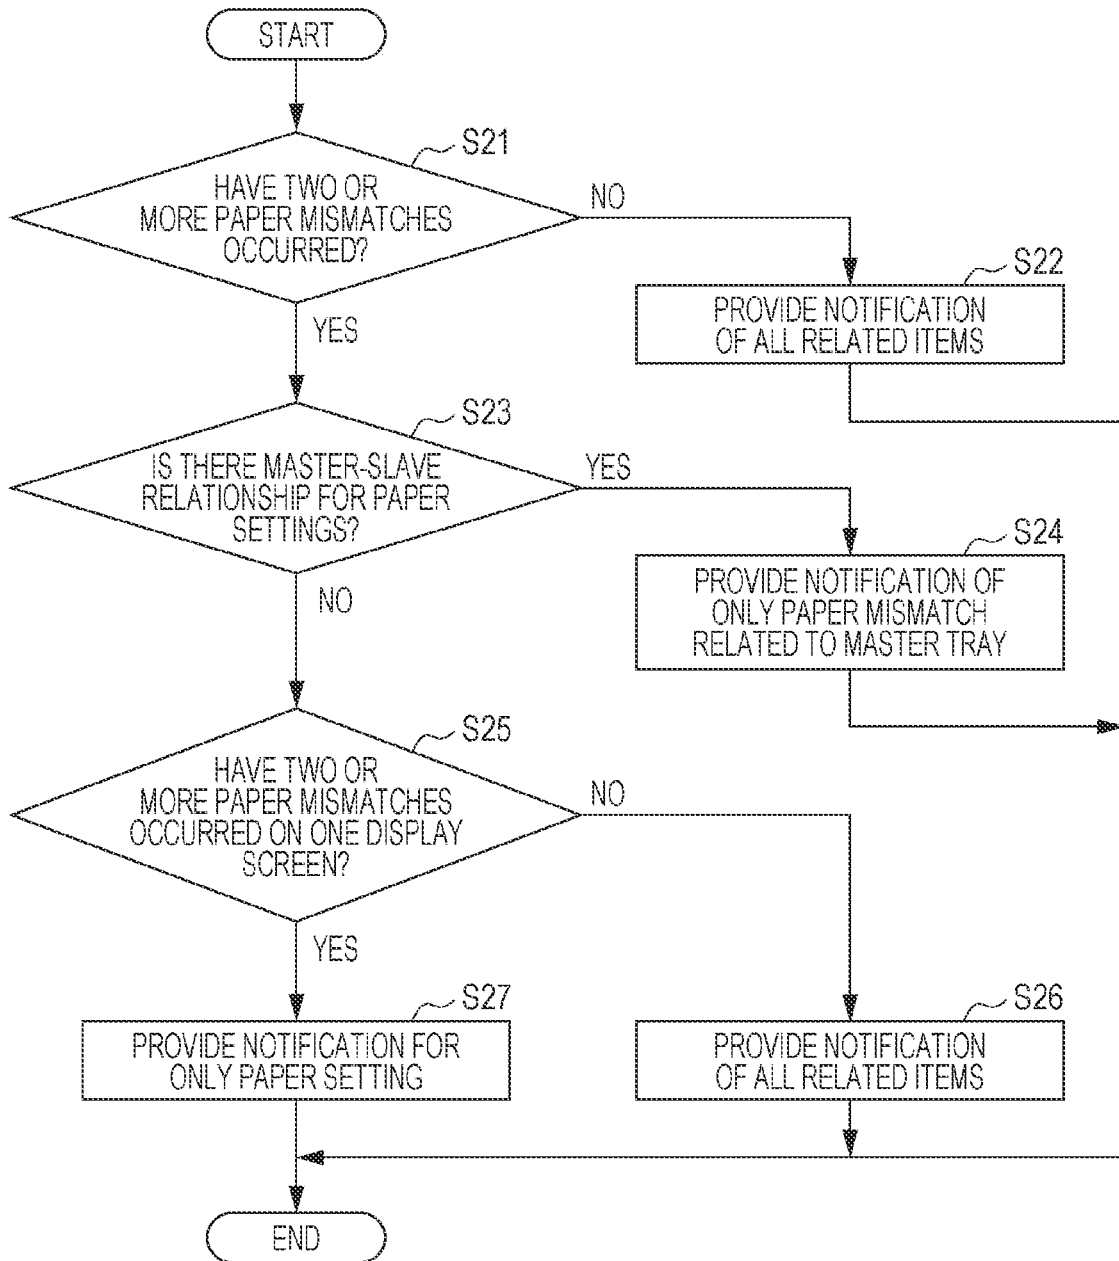 START
S21
HAVE TWO OR
MORE PAPER MISMATCHES
OCCURRED?
NO
S22
PROVIDE NOTIFICATION
OF ALL RELATED ITEMS
YES
S23
IS THERE MASTER-SLAVE
RELATIONSHIP FOR PAPER
SETTINGS?
YES
S24
PROVIDE NOTIFICATION OF
ONLY PAPER MISMATCH
RELATED TO MASTER TRAY
NO
S25
HAVE TWO OR
MORE PAPER MISMATCHES
OCCURRED ON ONE DISPLAY
SCREEN?
NO
YES
S27
PROVIDE NOTIFICATION FOR
ONLY PAPER SETTING
S26
PROVIDE NOTIFICATION
OF ALL RELATED ITEMS
END